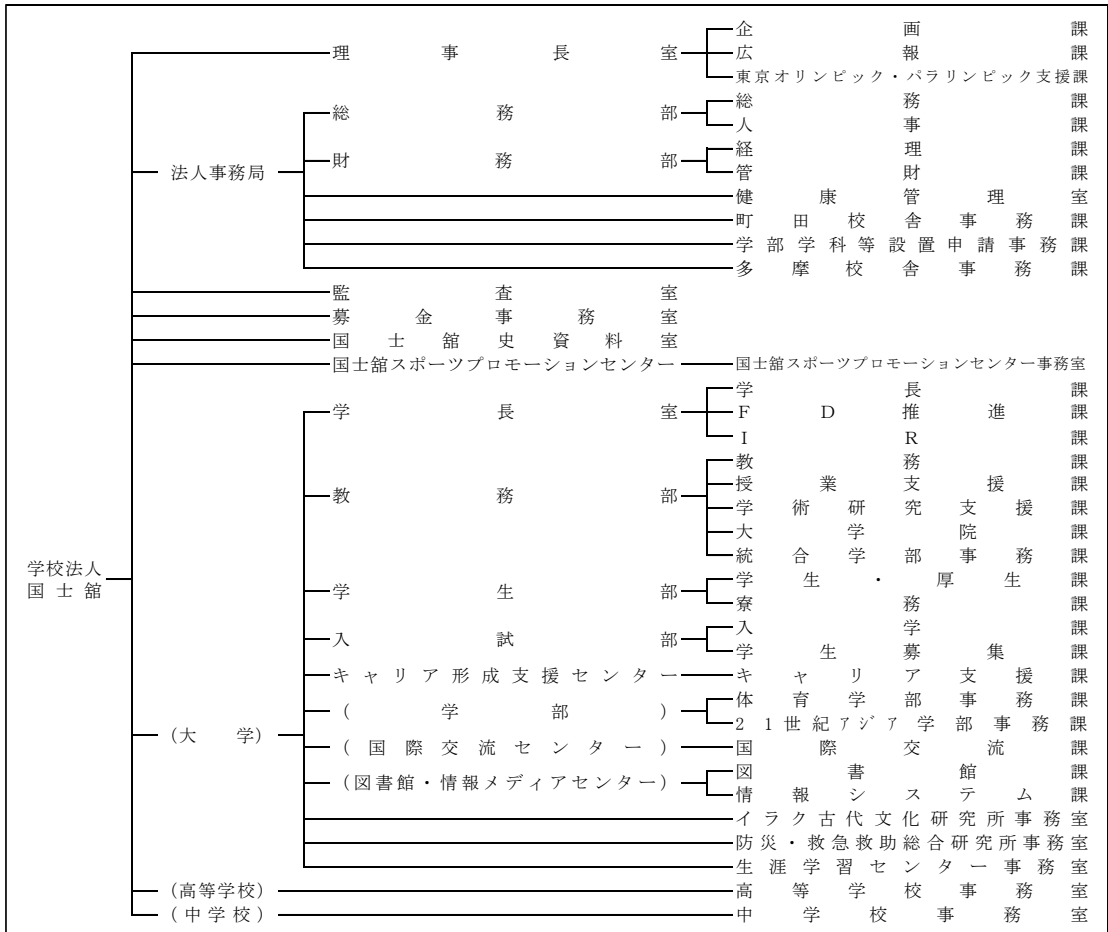 企画課
理事長室
広報課
東京オリンピック・パラリンピック支援課
総務課
総務部
人事課
経理課
財務部
法人事務局
管財課
健康管理室
町田校舎事務課
学部学科等設置申請事務課
多摩校舎事務課
監査室
募金事務室
国士舘史資料室
国士舘スポーツプロモーションセンター 国士舘スポーツプロモーションセンター事務室
学長課
学長室 FD推進課
IR課
教務課
授業支援課
教務部
学術研究支援課
大学院課
統合学部事務課
学校法人
国士舘
学生・厚生課
学生部
寮務課
入学課
入試部
学生募集課
キャリア形成支援センター キャリア支援課
体育学部事務課
(学部)
21世紀アジア学部事務課
(大学)
(国際交流センター) 国際交流課
図書館課
(図書館・情報メディアセンター)
情報システム課
イラク古代文化研究所事務室
防災・救急救助総合研究所事務室
生涯学習センター事務室
(高等学校) 高等学校事務室
(中学校) 中学校事務室